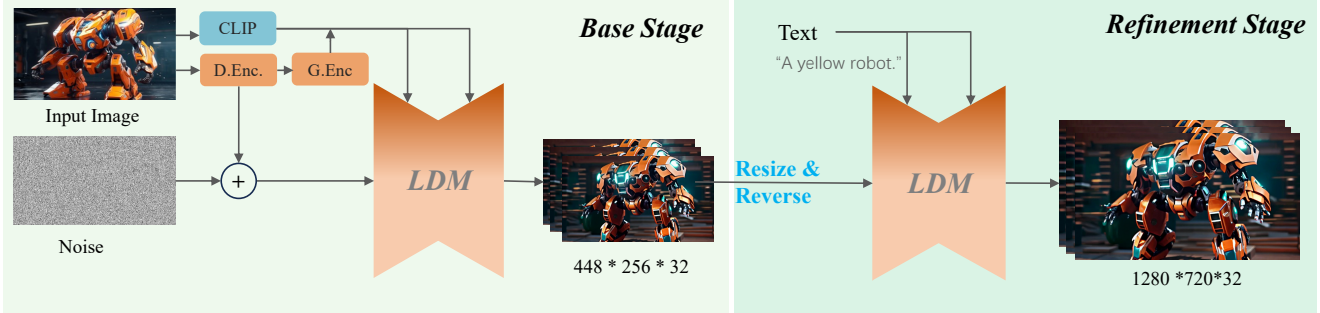 CLIP
Base Stage
D.Enc.
G.Enc
Input Image
+
LDM
Noise
448 * 256 * 32
Resize &
Reverse
Refinement Stage
Text
“A yellow robot.”
LDM
1280 *720*32